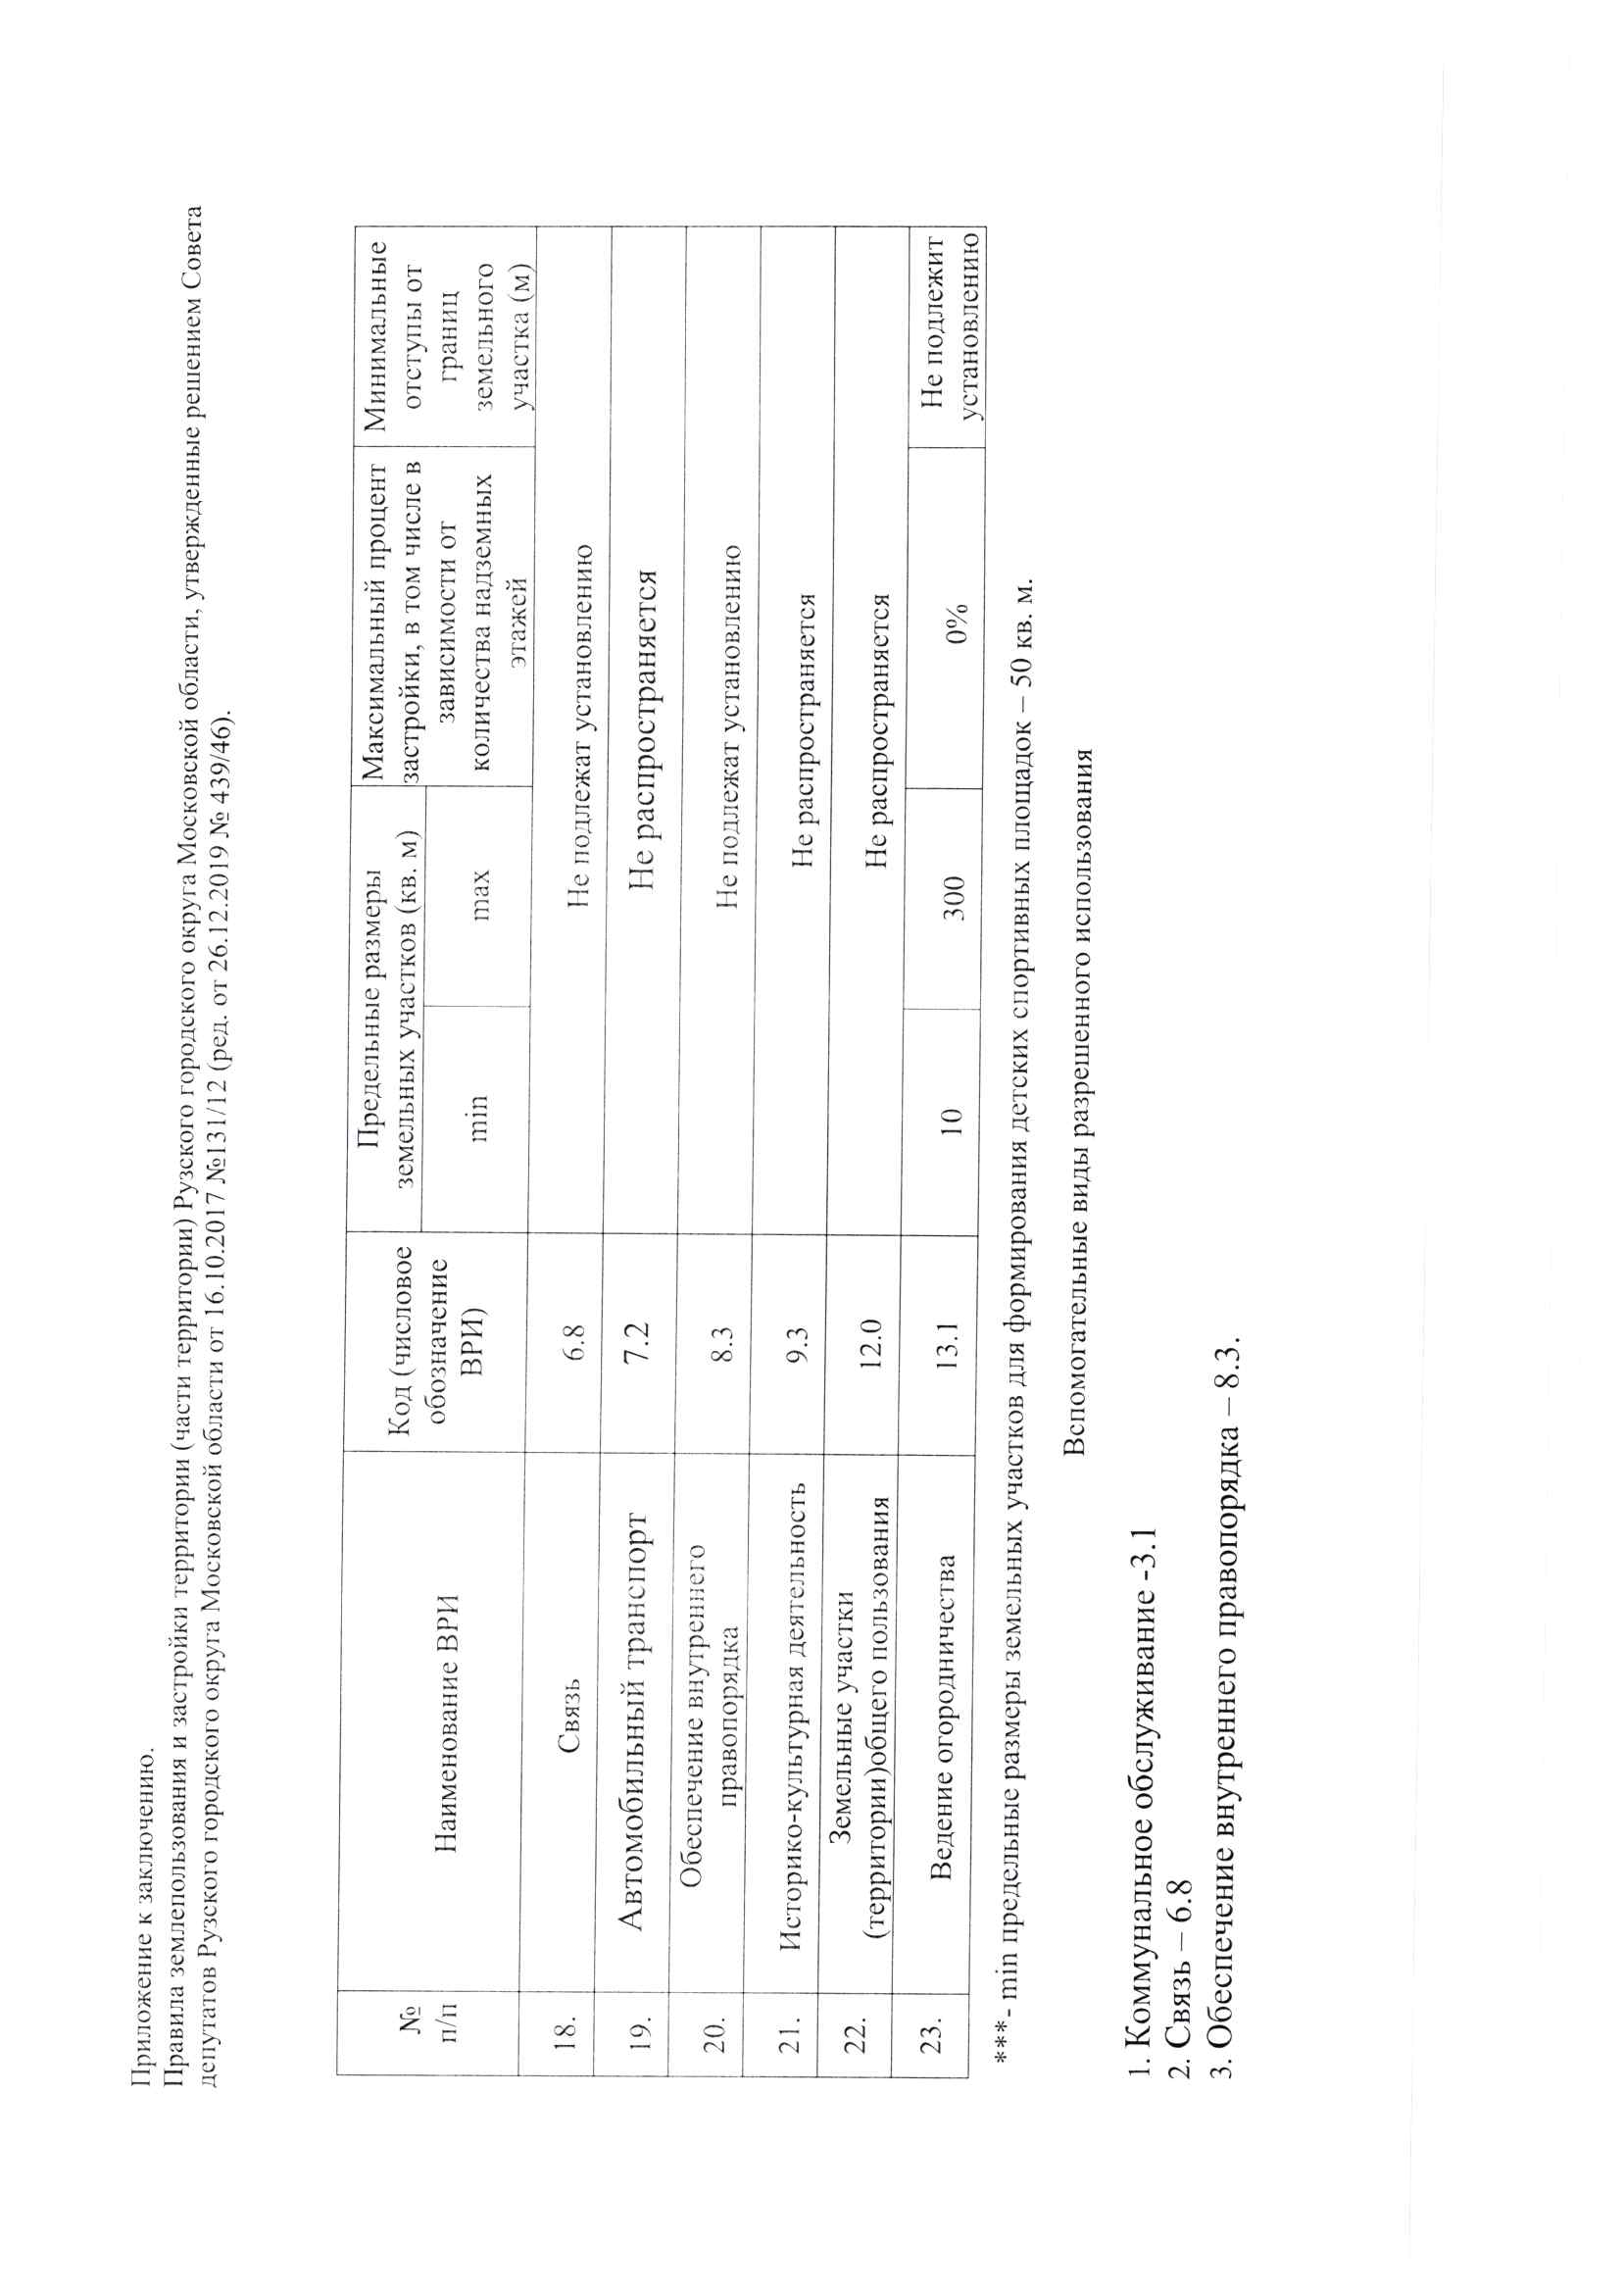 Приложение к заключению.
Правила землепользования и застройки территории (части территории) Рузского городского округа Московской области, утвержденные решением Совета
депутатов Рузского городского округа Московской области от 16.10.2017 №131/12 (ред. от 26.12.2019 № 439/46).
№
п/п
Наименование ВРИ
Код (числовое
обозначение
ВРИ)
Предельные размеры
земельных участков (кв. м)
min
max
Максимальный процент
застройки, в том числе в
зависимости от
количества надземных
этажей
Минимальные
отступы от
границ
земельного
участка (м)
18. Связь 6.8 Не подлежат установлению
19. Автомобильный транспорт 7.2 Не распространяется
20. Обеспечение внутреннего
правопорядка
8.3 Не подлежат установлению
21. Историко-культурная деятельность 9.3 Не распространяется
22. Земельные участки
(территории)общего пользования
12.0 Не распространяется
23. Ведение огородничества 13.1 10 300 0% Не подлежит
установлению
***- min предельные размеры земельных участков для формирования детских спортивных площадок – 50 кв. м.
Вспомогательные виды разрешенного использования
1. Коммунальное обслуживание -3.1
2. Связь – 6.8
3. Обеспечение внутреннего правопорядка – 8.3.